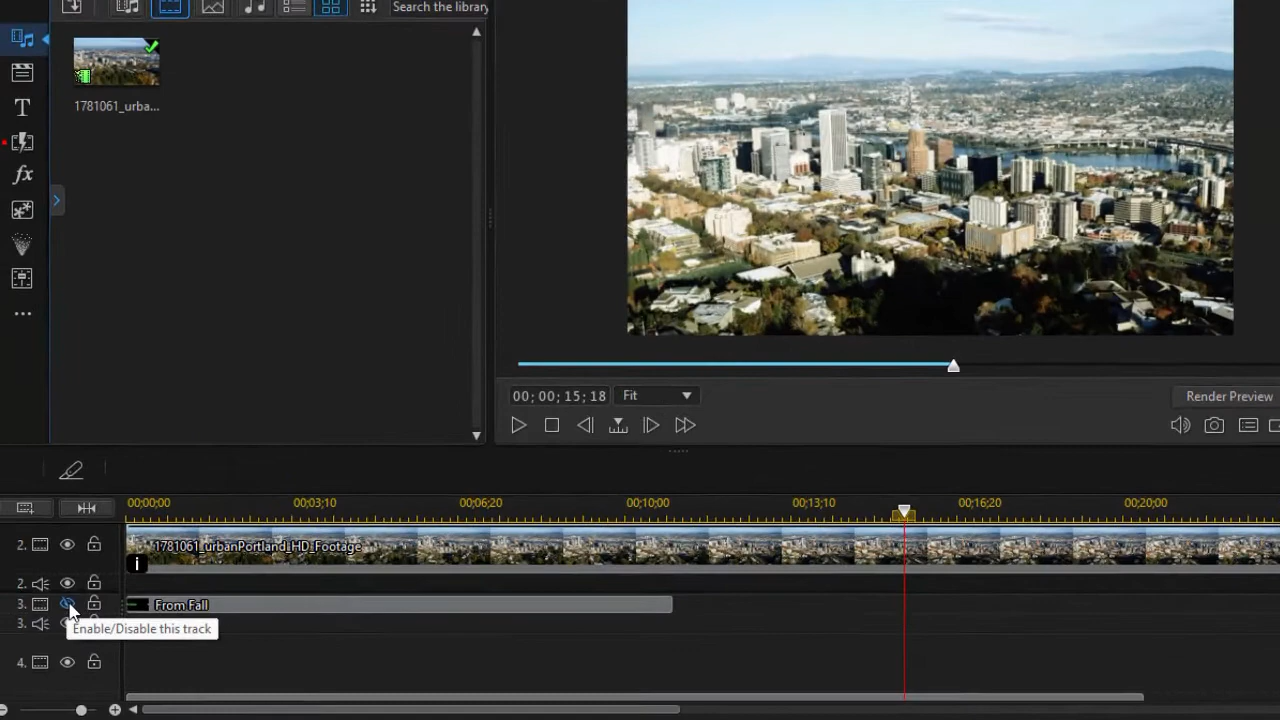 Search the library
1781061_urba...
T
fx
00; 00; 15; 18
Fit
Render Preview
00;00;00
00;03;10
00;06;20
00;10;00
00;13;10
00;16;20
00;20;00
2.
1781061_urbanPortland_HD_Footage
i
2.
3.
From Fall
3.
Enable/Disable this track
4.